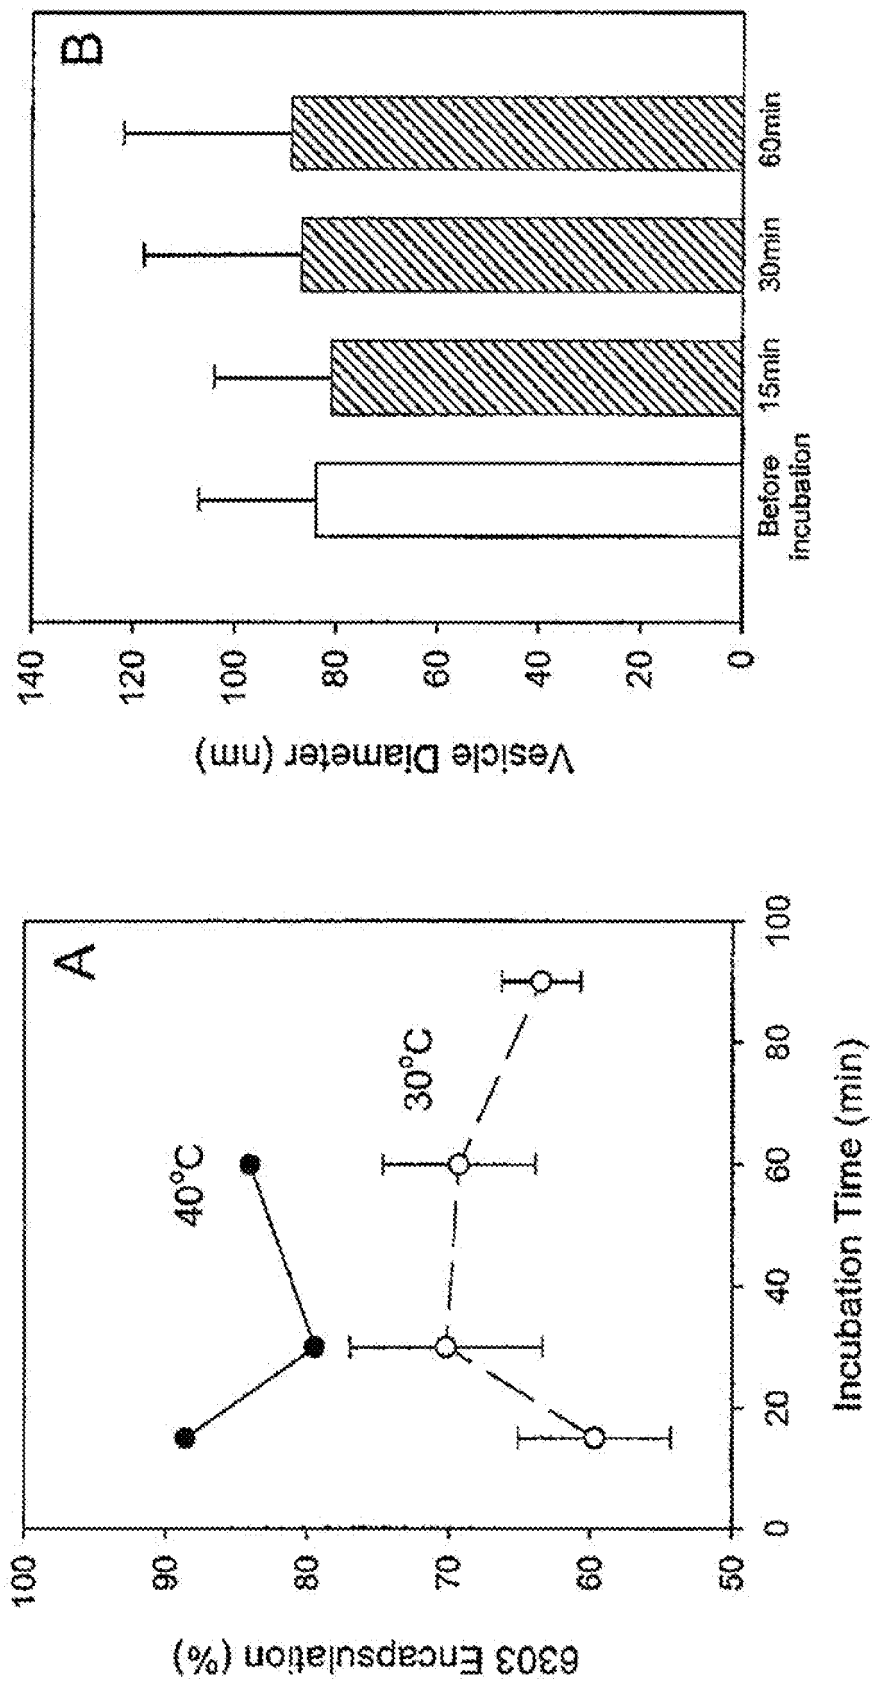 A
100
90
80
70
60
50
6303 Encapsulation (%)
40°C
30°C
0
20
40
60
80
100
Incubation Time (min)
B
140
120
100
80
60
40
20
0
Vesicle Diameter (nm)
Before
incubation
15min
30min
60min